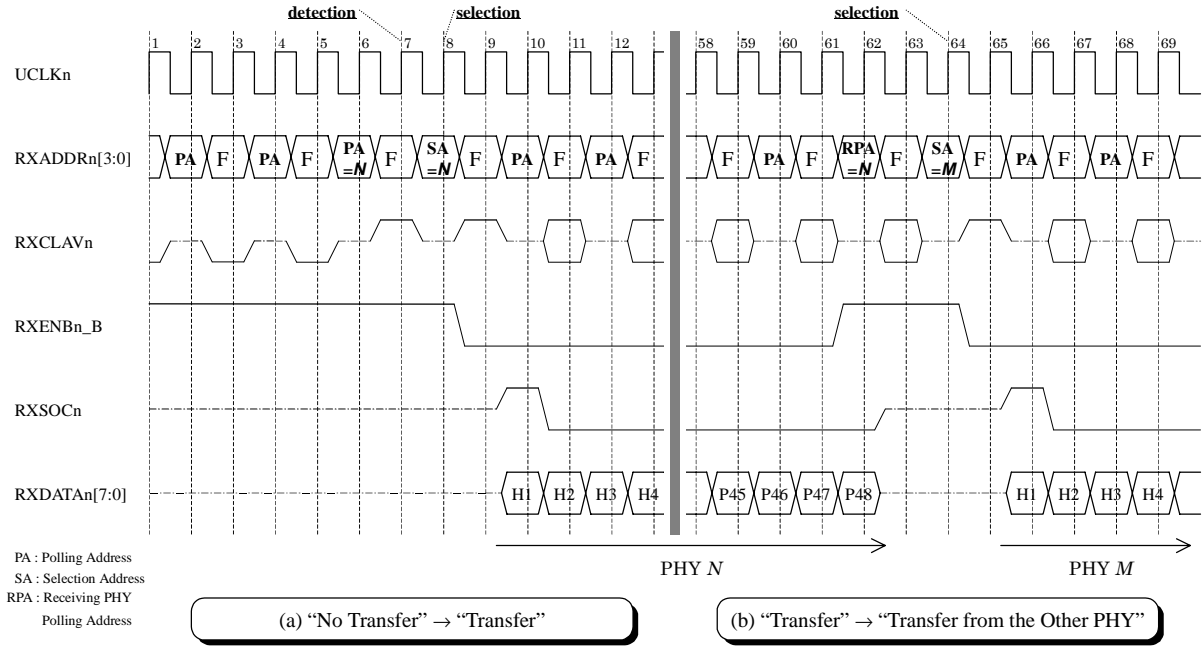 detection selection selection
1 2 3 4 5 6 7 8 9 10 11 12 58 59 60 61 62 63 64 65 66 67 68 69
UCLKn
RXADDRn[3:0] PA F PA F PA =N F SA =N F PA F PA F F PA F RPA =N F SA =M F PA F PA F
RXCLAVn
RXENBn_B
RXSOCn
RXDATAn[7:0] H1 H2 H3 H4 P45 P46 P47 P48 H1 H2 H3 H4
PHY N PHY M
PA : Polling Address
SA : Selection Address
RPA : Receiving PHY
Polling Address
(a) “No Transfer” → “Transfer” (b) “Transfer” → “Transfer from the Other PHY”